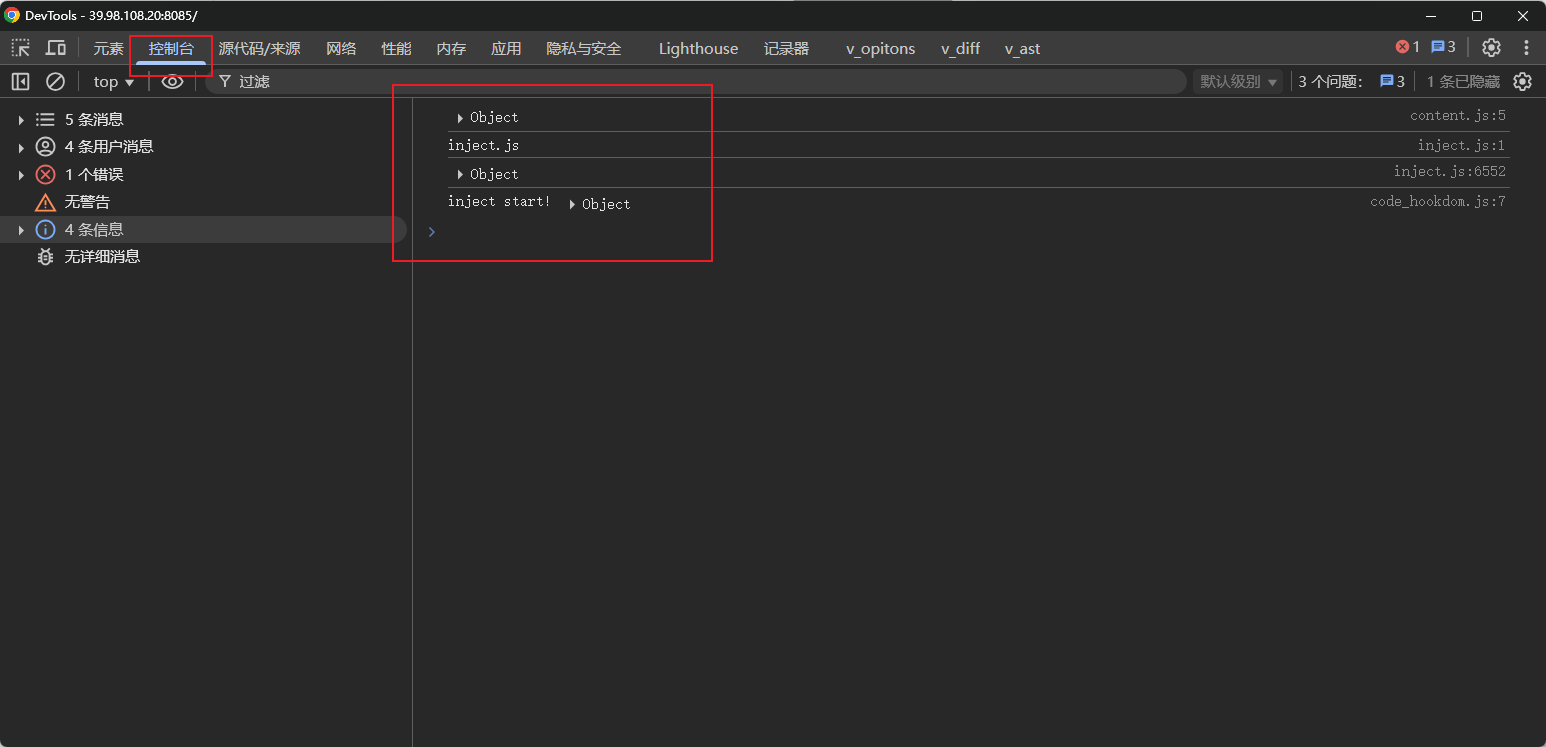 DevTools - 39.98.108.20:8085/
元素 控制台 源代码/来源 网络 性能 内存 应用 隐私与安全 Lighthouse 记录器 v_opitons v_diff v_ast 1 3
top 过滤 默认级别 3 个问题: 3 1 条已隐藏
5 条消息
4 条用户消息
1 个错误
无警告
4 条信息
无详细消息
Object content.js:5
inject.js inject.js:1
Object inject.js:6552
inject start! Object code_hookdom.js:7